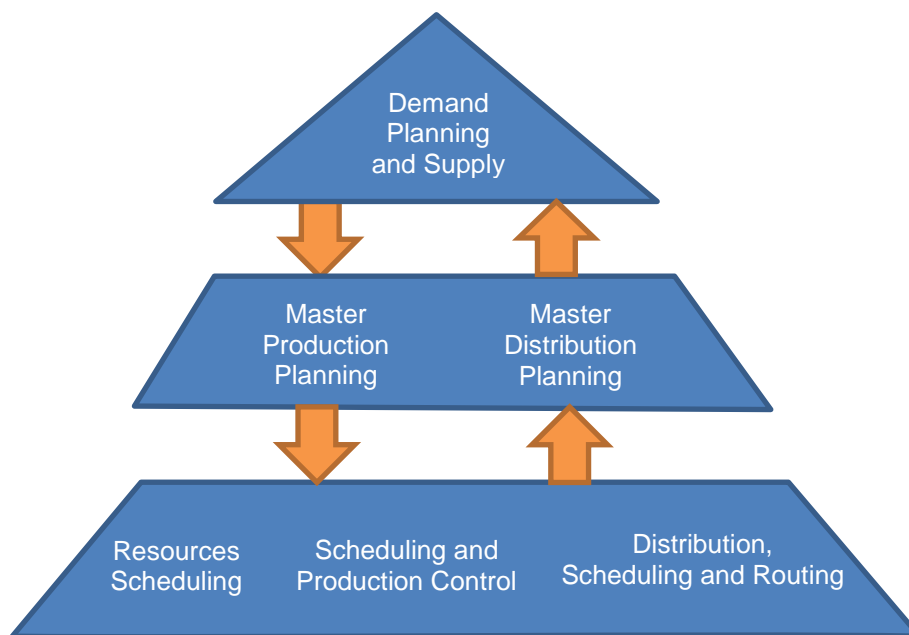 Demand
Planning
and Supply
Master
Production
Planning
Master
Distribution
Planning
Resources
Scheduling
Scheduling and
Production Control
Distribution,
Scheduling and Routing